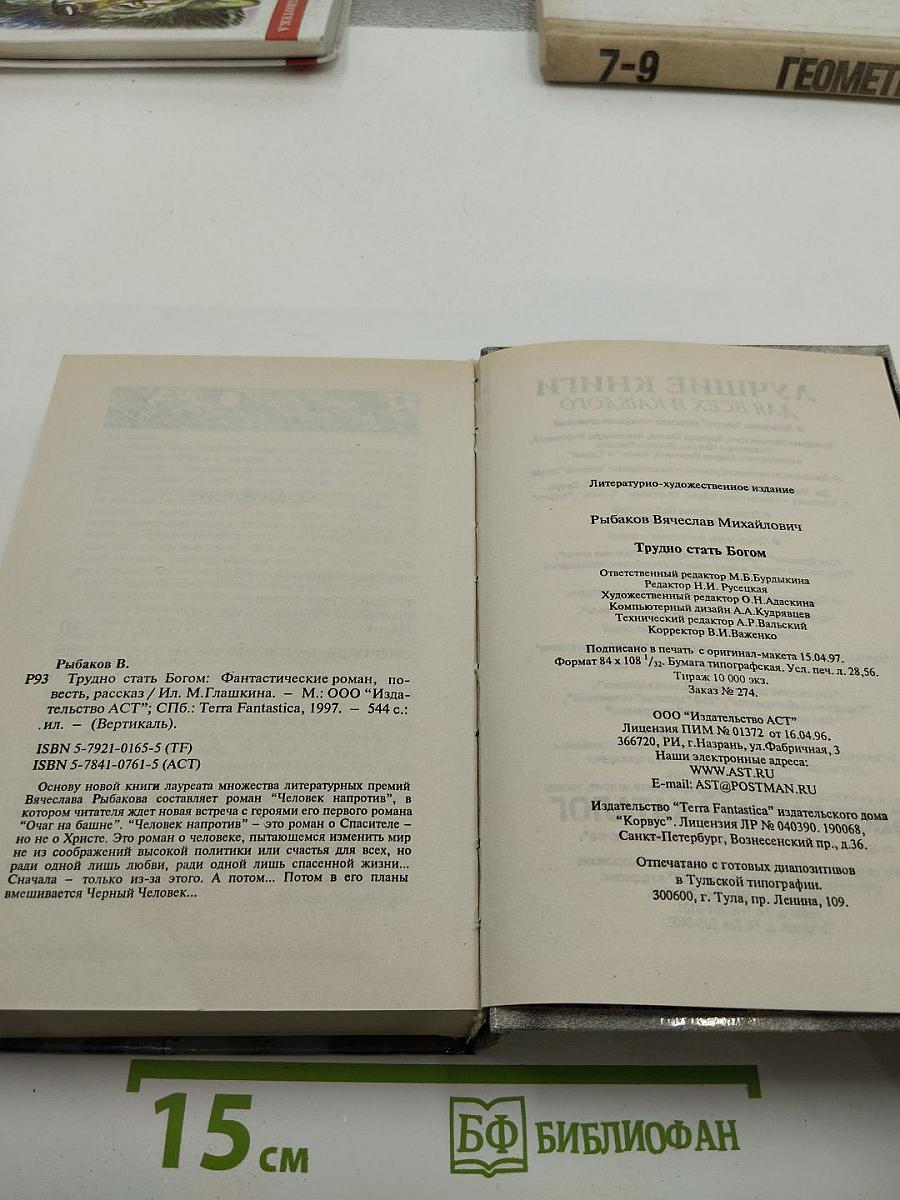 ИОТЕКА
7-9
ГЕОМЕТ
Рыбаков В.
Р93 Трудно стать Богом: Фантастические роман, по-
весть, рассказ / Ил. М.Глашкина. – М.: ООО "Изда-
тельство АСТ"; СПб.: Terra Fantastica, 1997. – 544 с.:
ил. – (Вертикаль).
ISBN 5-7921-0165-5 (TF)
ISBN 5-7841-0761-5 (АСТ)
Основу новой книги лауреата множества литературных премий
Вячеслава Рыбакова составляет роман "Человек напротив", в
котором читателя ждет новая встреча с героями его первого романа
"Очаг на башне". "Человек напротив" – это роман о Спасителе –
но не о Христе. Это роман о человеке, пытающемся изменить мир
не из соображений высокой политики или счастья для всех, но
ради одной лишь любви, ради одной лишь спасенной жизни...
Сначала – только из-за этого. А потом... Потом в его планы
вмешивается Черный Человек...
ЛУЧШИЕ КНИГИ
ДЛЯ ВСЕХ И КАЖДОГО
Литературно-художественное издание
Рыбаков Вячеслав Михайлович
Трудно стать Богом
Ответственный редактор М.Б.Бурдыкина
Редактор Н.И. Русецкая
Художественный редактор О.Н.Адаскина
Компьютерный дизайн А.А.Кудрявцев
Технический редактор А.Р.Вальский
Корректор В.И.Важенко
Подписано в печать с оригинал-макета 15.04.97.
Формат 84 х 108 1/32. Бумага типографская. Усл. печ. л. 28,56.
Тираж 10 000 экз.
Заказ № 274.
ООО "Издательство АСТ"
Лицензия ПИМ № 01372 от 16.04.96.
366720, РИ, г.Назрань, ул.Фабричная, 3
Наши электронные адреса:
WWW.AST.RU
E-mail: AST@POSTMAN.RU
Издательство "Terra Fantastica" издательского дома
"Корвус". Лицензия ЛР № 040390. 190068,
Санкт-Петербург, Вознесенский пр., д.36.
Отпечатано с готовых диапозитивов
в Тульской типографии.
300600, г. Тула, пр. Ленина, 109.
15 см
БФ БИБЛИОФАН